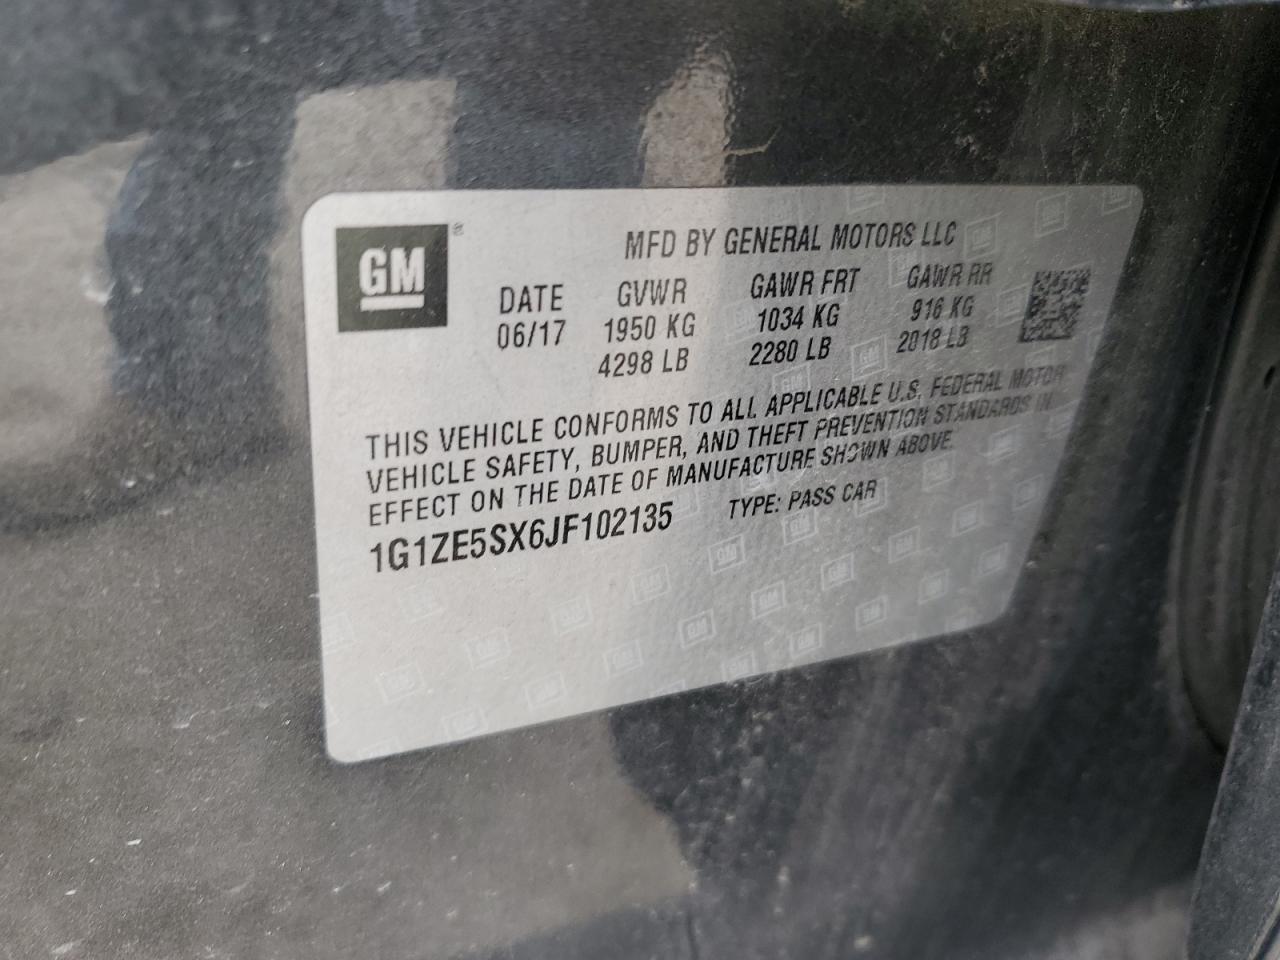 GM
MFD BY GENERAL MOTORS LLC
DATE GVWR GAWR FRT GAWR RR
06/17 1950 KG 1034 KG 916 KG
4298 LB 2280 LB 2018 LB
THIS VEHICLE CONFORMS TO ALL APPLICABLE U.S. FEDERAL MOTOR
VEHICLE SAFETY, BUMPER, AND THEFT PREVENTION STANDARDS IN
EFFECT ON THE DATE OF MANUFACTURE SHOWN ABOVE.
1G1ZE5SX6JF102135 TYPE: PASS CAR